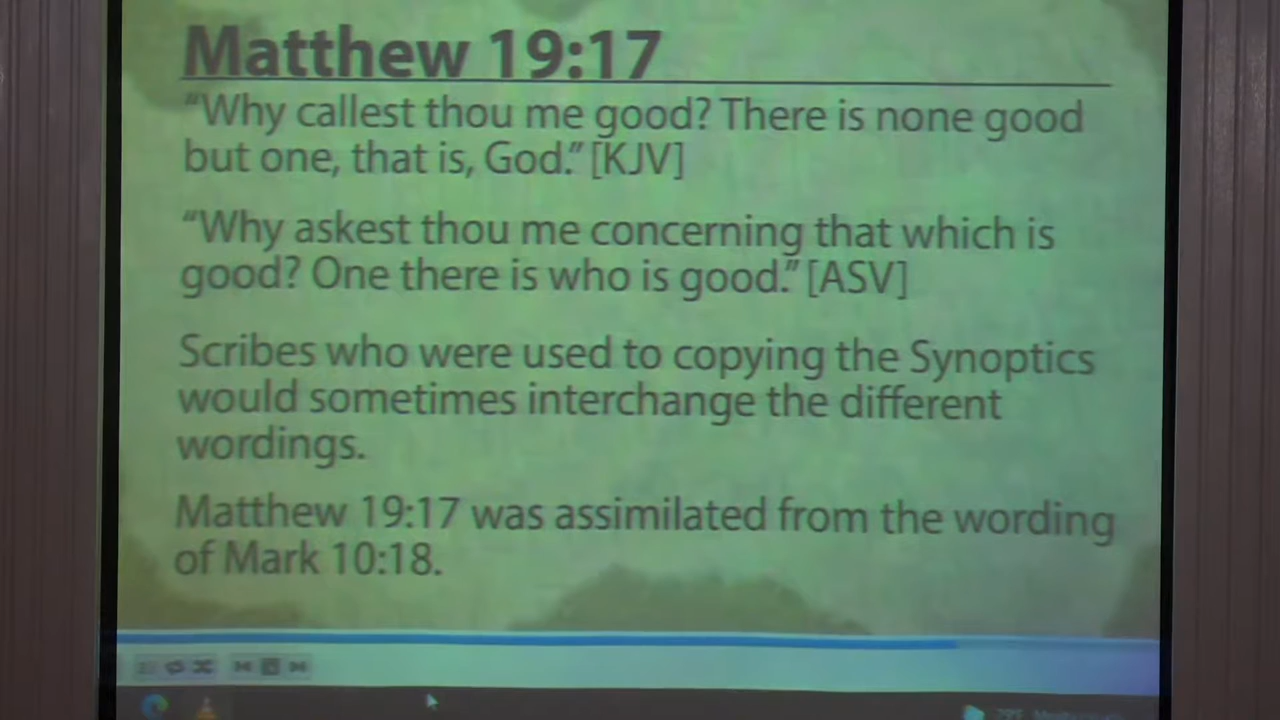 Matthew 19:17
“Why callest thou me good? There is none good
but one, that is, God.” [KJV]
“Why askest thou me concerning that which is
good? One there is who is good.” [ASV]
Scribes who were used to copying the Synoptics
would sometimes interchange the different
wordings.
Matthew 19:17 was assimilated from the wording
of Mark 10:18.